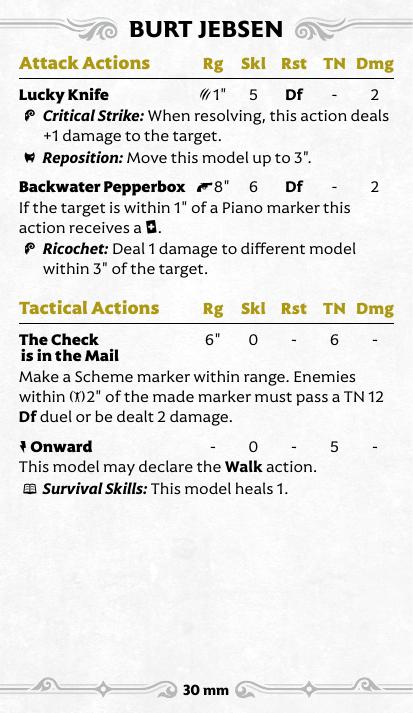 BURT JEBSEN
Attack Actions Rg Skl Rst TN Dmg
Lucky Knife 1" 5 Df - 2
Critical Strike: When resolving, this action deals
+1 damage to the target.
Reposition: Move this model up to 3".
Backwater Pepperbox 8" 6 Df - 2
If the target is within 1" of a Piano marker this
action receives a .
Ricochet: Deal 1 damage to different model
within 3" of the target.
Tactical Actions Rg Skl Rst TN Dmg
The Check 6" 0 - 6 -
is in the Mail
Make a Scheme marker within range. Enemies
within 2" of the made marker must pass a TN 12
Df duel or be dealt 2 damage.
Onward - 0 - 5 -
This model may declare the Walk action.
Survival Skills: This model heals 1.
30 mm